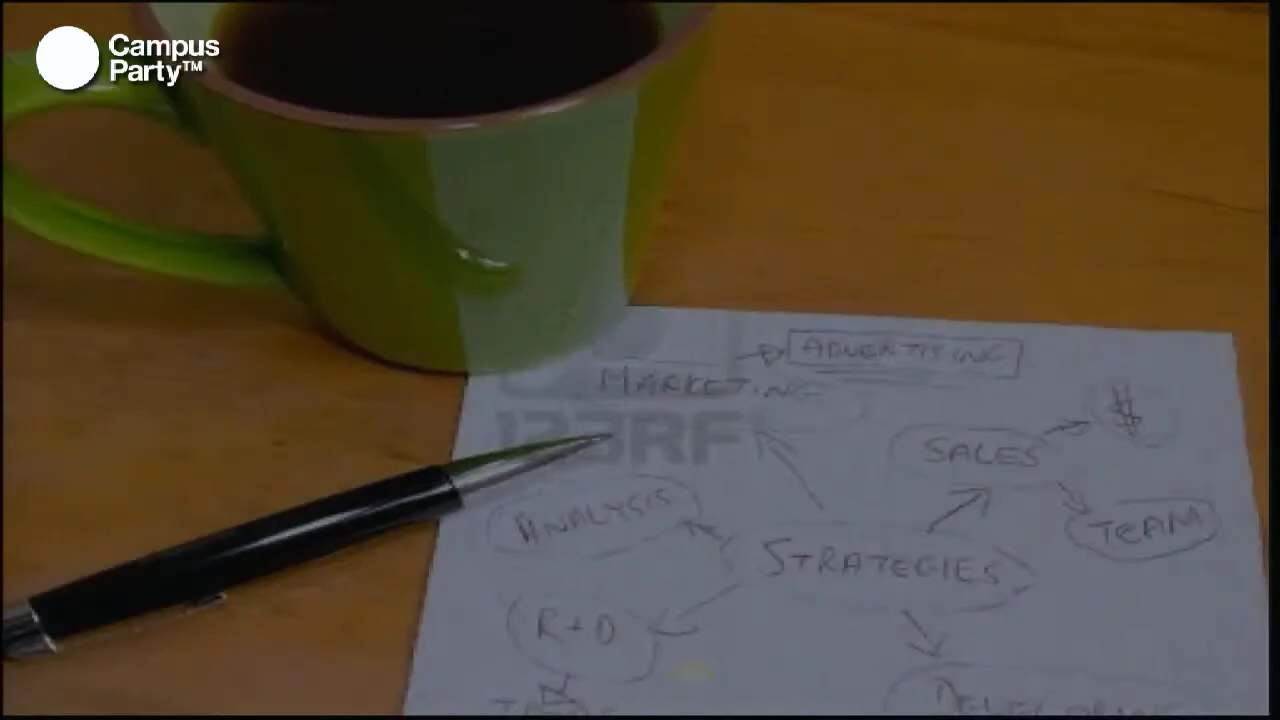 Campus
Party™
ADVERTISING
MARKETING
123RF
$
SALES
ANALYSIS
TEAM
STRATEGIES
R+D